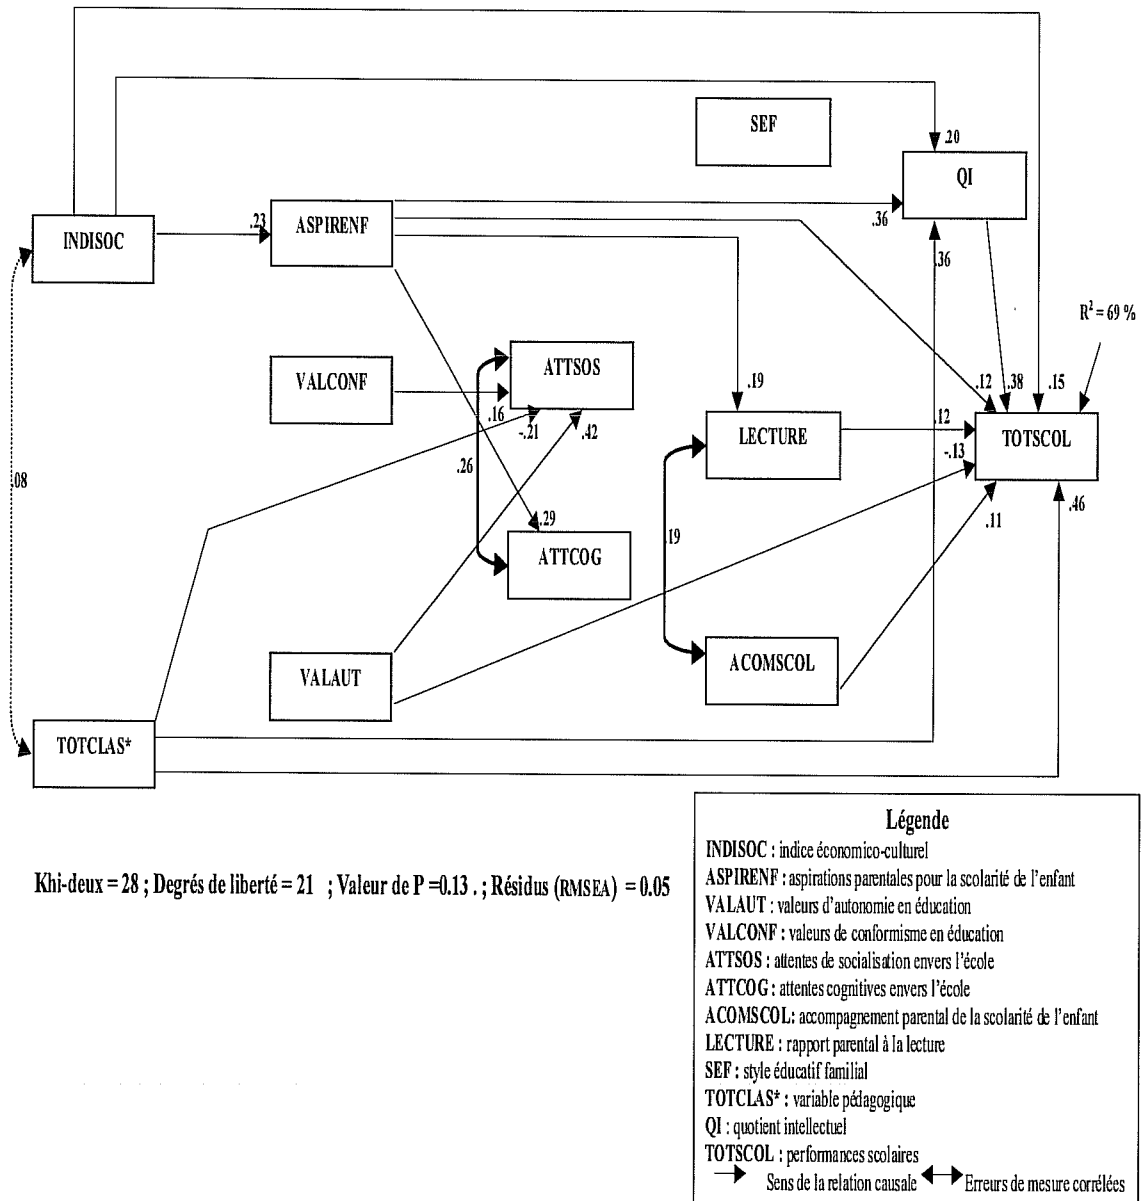 SEF
.20
QI
INDISOC
.23
ASPIRENF
.36
.36
R² = 69 %
VALCONF
ATTSOS
.16
-.21
.42
.19
.12
.38
.15
LECTURE
.12
TOTSCOL
-.13
.26
.08
.29
ATTCOG
.19
.11
.46
VALAUT
ACOMSCOL
TOTCLAS*
Khi-deux = 28 ; Degrés de liberté = 21 ; Valeur de P =0.13 . ; Résidus (RMSEA) = 0.05
Légende
INDISOC : indice économico-culturel
ASPIRENF : aspirations parentales pour la scolarité de l'enfant
VALAUT : valeurs d'autonomie en éducation
VALCONF : valeurs de conformisme en éducation
ATTSOS : attentes de socialisation envers l'école
ATTCOG : attentes cognitives envers l'école
ACOMSCOL: accompagnement parental de la scolarité de l'enfant
LECTURE : rapport parental à la lecture
SEF : style éducatif familial
TOTCLAS* : variable pédagogique
QI : quotient intellectuel
TOTSCOL : performances scolaires
Sens de la relation causale Erreurs de mesure corrélées